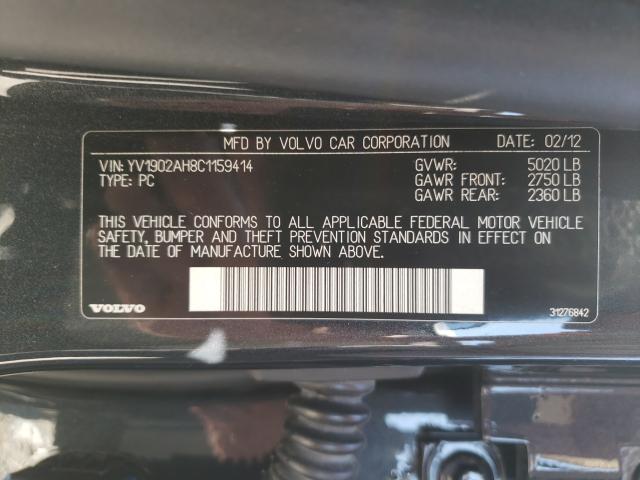 MFD BY VOLVO CAR CORPORATION DATE: 02/12
VIN: YV1902AH8C1159414 GVWR: 5020 LB
TYPE: PC GAWR FRONT: 2750 LB
GAWR REAR: 2360 LB
THIS VEHICLE CONFORMS TO ALL APPLICABLE FEDERAL MOTOR VEHICLE
SAFETY, BUMPER AND THEFT PREVENTION STANDARDS IN EFFECT ON
THE DATE OF MANUFACTURE SHOWN ABOVE.
VOLVO 31276842